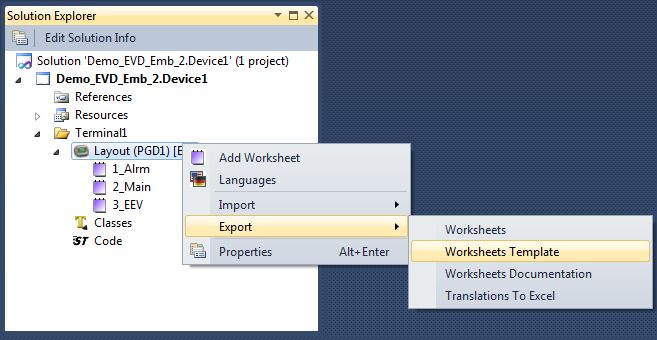 Solution Explorer
Edit Solution Info
Solution 'Demo_EVD_Emb_2.Device1' (1 project)
Demo_EVD_Emb_2.Device1
References
Resources
Terminal1
Layout (PGD1) [E
1_Alrm
2_Main
3_EEV
Classes
ST Code
Add Worksheet
Languages
Import
Export
Properties Alt+Enter
Worksheets
Worksheets Template
Worksheets Documentation
Translations To Excel